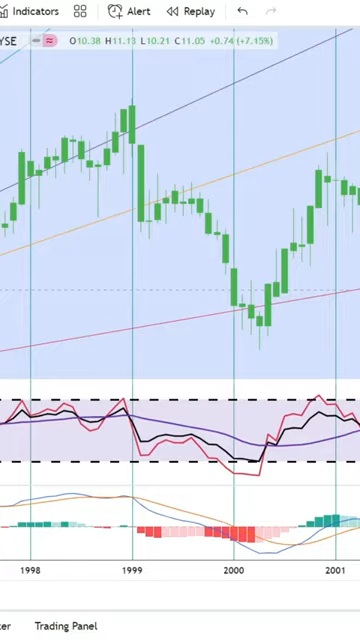 Indicators Alert Replay
YSE O10.38 H11.13 L10.21 C11.05 +0.74 (+7.15%)
1998 1999 2000 2001
ter Trading Panel